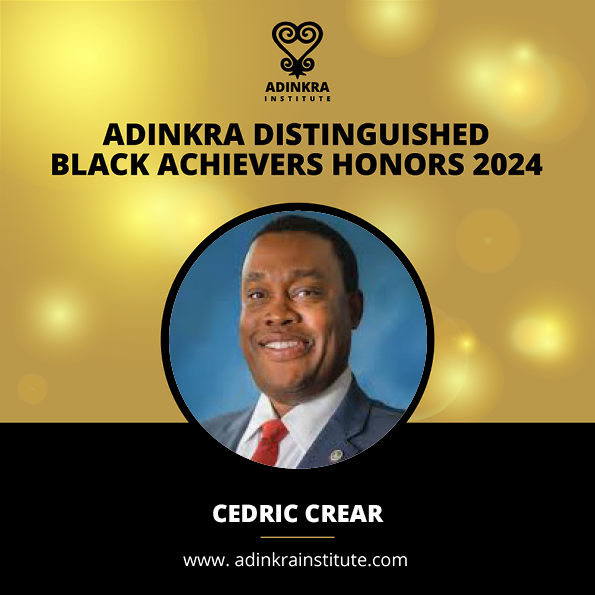 ADINKRA
INSTITUTE
ADINKRA DISTINGUISHED
BLACK ACHIEVERS HONORS 2024
CEDRIC CREAR
www. adinkrainstitute.com